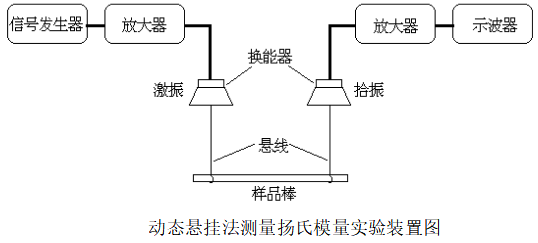 信号发生器
放大器
放大器
示波器
换能器
激振
拾振
悬线
样品棒
动态悬挂法测量扬氏模量实验装置图